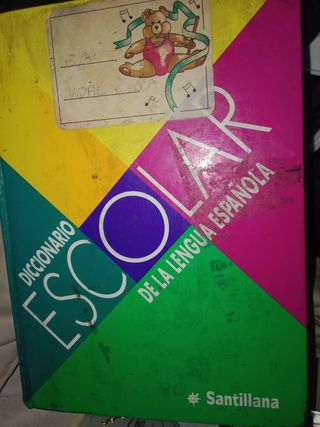 DICCIONARIO
ESCOLAR
DE LA LENGUA ESPAÑOLA
Santillana